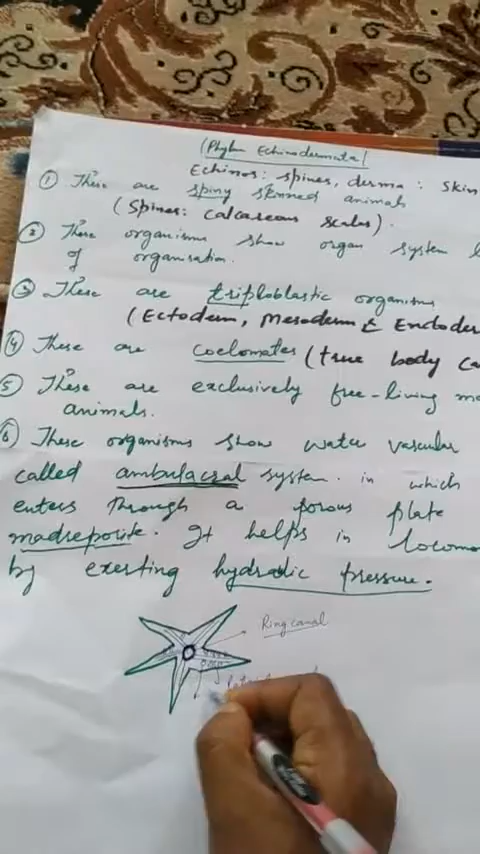 (Phylum Echinodermata)
Echinos: spines, derma: Skin
① These are spiny skinned animals
(Spines: calcareous scales).
② These organisms show organ system l
of organisation.
③ These are triploblastic organisms
(Ectoderm, Mesoderm & Endoder
④ These are coelomates (true body ca
⑤ These are exclusively free-living ma
animals.
⑥ These organisms show water vascular
called ambulacral system. in which
enters through a porous plate
madreporite. It helps in locomo
by exerting hydraulic pressure.
Ring canal